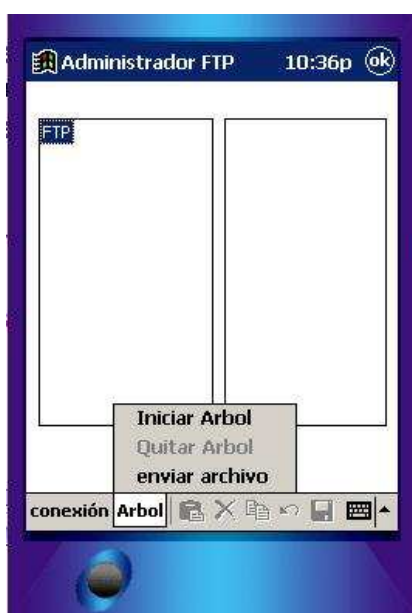 Administrador FTP 10:36p ok
FTP
Iniciar Arbol
Quitar Arbol
enviar archivo
conexión Arbol